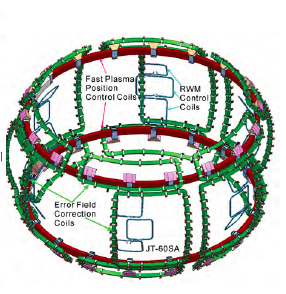 Fast Plasma
Position
Control Coils
RWM
Control
Coils
Error Field
Correction
Coils
JT-60SA